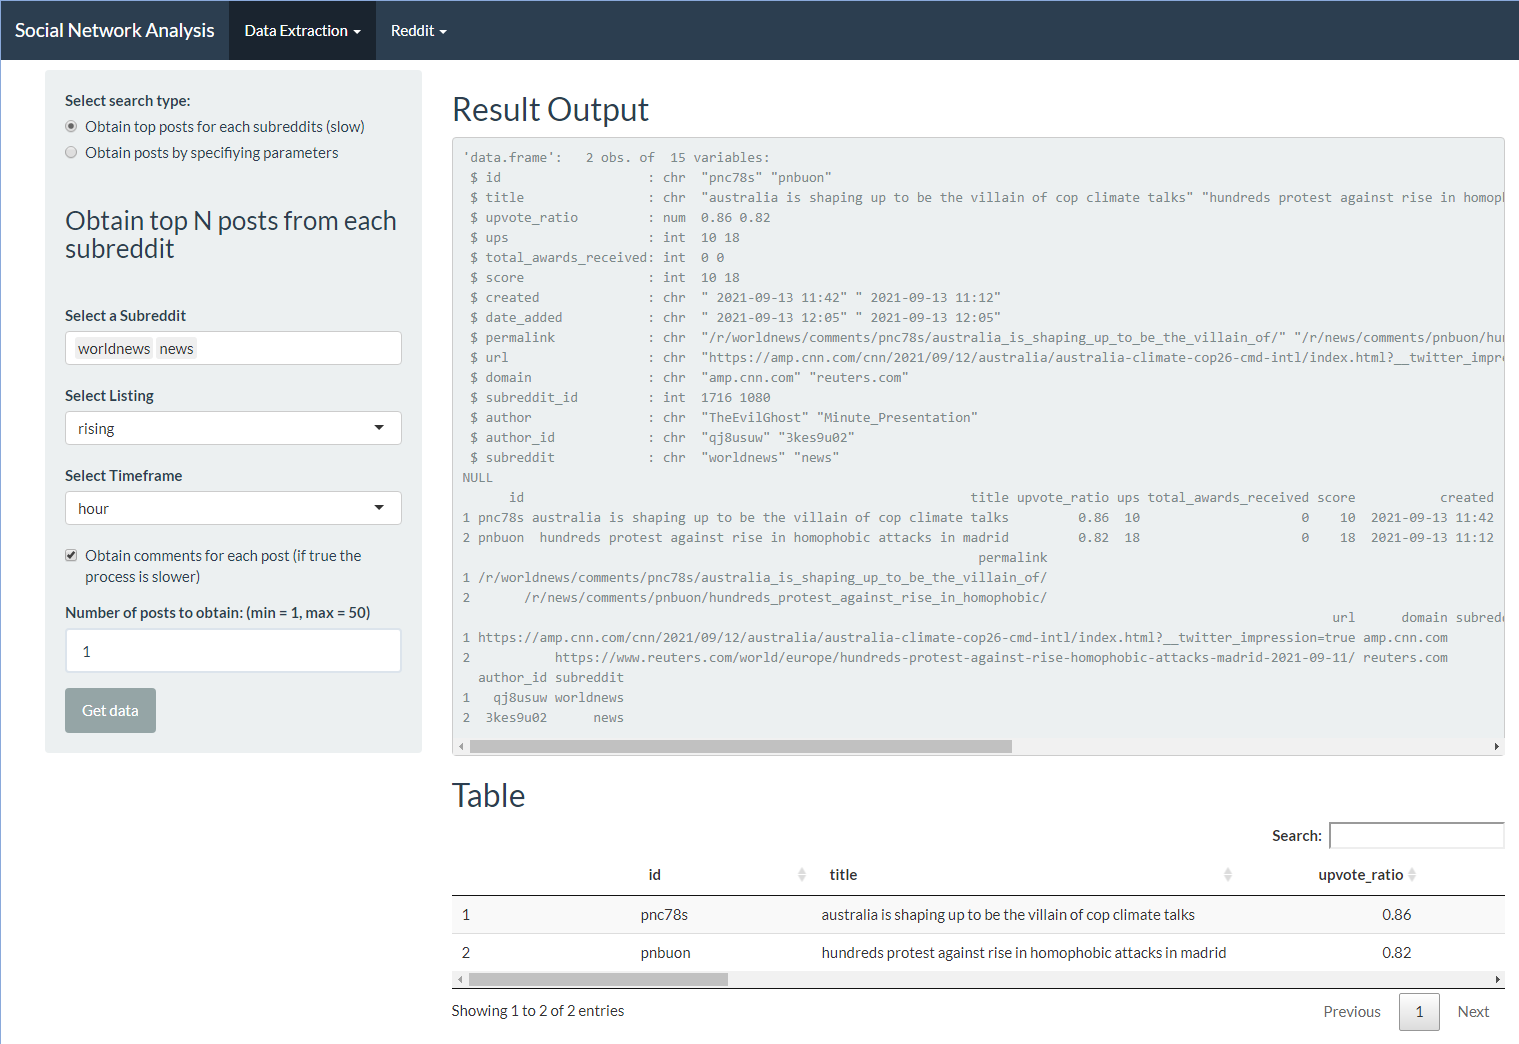 Social Network Analysis Data Extraction Reddit
Select search type:
Obtain top posts for each subreddits (slow)
Obtain posts by specifiying parameters
Obtain top N posts from each
subreddit
Select a Subreddit
worldnews news
Select Listing
rising
Select Timeframe
hour
Obtain comments for each post (if true the
process is slower)
Number of posts to obtain: (min = 1, max = 50)
1
Get data
Result Output
'data.frame':   2 obs. of  15 variables:
 $ id                   : chr  "pnc78s" "pnbuon"
 $ title                : chr  "australia is shaping up to be the villain of cop climate talks" "hundreds protest against rise in homop
 $ upvote_ratio         : num  0.86 0.82
 $ ups                  : int  10 18
 $ total_awards_received: int  0 0
 $ score                : int  10 18
 $ created              : chr  " 2021-09-13 11:42" " 2021-09-13 11:12"
 $ date_added           : chr  " 2021-09-13 12:05" " 2021-09-13 12:05"
 $ permalink            : chr  "/r/worldnews/comments/pnc78s/australia_is_shaping_up_to_be_the_villain_of/" "/r/news/comments/pnbuon/hu
 $ url                  : chr  "https://amp.cnn.com/cnn/2021/09/12/australia/australia-climate-cop26-cmd-intl/index.html?__twitter_impre
 $ domain               : chr  "amp.cnn.com" "reuters.com"
 $ subreddit_id         : int  1716 1080
 $ author               : chr  "TheEvilGhost" "Minute_Presentation"
 $ author_id            : chr  "qj8usuw" "3kes9u02"
 $ subreddit            : chr  "worldnews" "news"
NULL
id title upvote_ratio ups total_awards_received score created
1 pnc78s australia is shaping up to be the villain of cop climate talks 0.86 10 0 10 2021-09-13 11:42
2 pnbuon hundreds protest against rise in homophobic attacks in madrid 0.82 18 0 18 2021-09-13 11:12
permalink
1 /r/worldnews/comments/pnc78s/australia_is_shaping_up_to_be_the_villain_of/
2 /r/news/comments/pnbuon/hundreds_protest_against_rise_in_homophobic/
url domain subredd
1 https://amp.cnn.com/cnn/2021/09/12/australia/australia-climate-cop26-cmd-intl/index.html?__twitter_impression=true amp.cnn.com
2 https://www.reuters.com/world/europe/hundreds-protest-against-rise-homophobic-attacks-madrid-2021-09-11/ reuters.com
author_id subreddit
1 qj8usuw worldnews
2 3kes9u02 news
Table
Search:
id title upvote_ratio
1 pnc78s australia is shaping up to be the villain of cop climate talks 0.86
2 pnbuon hundreds protest against rise in homophobic attacks in madrid 0.82
Showing 1 to 2 of 2 entries
Previous 1 Next